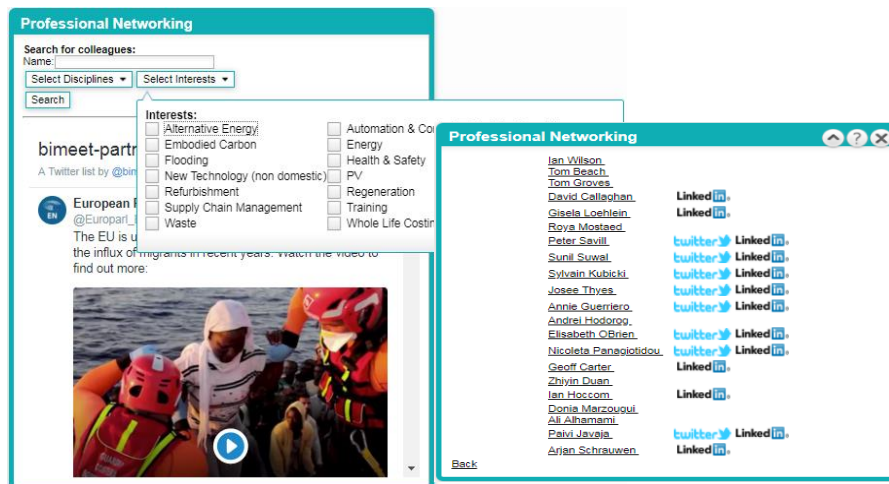 Professional Networking
Search for colleagues:
Name:
Select Disciplines
Select Interests
Search
Interests:
Alternative Energy
Embodied Carbon
Flooding
New Technology (non domestic)
Refurbishment
Supply Chain Management
Waste
Automation &
Energy
Health & Safety
PV
Regeneration
Training
Whole Life
bimeet-partr
A Twitter list by @bim
European
EN
@Europarl_
The EU is u
the influx of migrants in recent years. Watch the video to
find out more:
Professional Networking
?
X
Ian Wilson
Tom Beach
Tom Groves
David Callaghan LinkedIn
Gisela Loehlein LinkedIn
Roya Mostaed
Peter Savill twitter LinkedIn
Sunil Suwal twitter LinkedIn
Sylvain Kubicki twitter LinkedIn
Josee Thyes twitter LinkedIn
Annie Guerriero twitter LinkedIn
Andrei Hodorog
Elisabeth OBrien twitter LinkedIn
Nicoleta Panagiotidou twitter LinkedIn
Geoff Carter LinkedIn
Zhiyin Duan
Ian Hoccom LinkedIn
Donia Marzougui
Ali Alhamami
Paivi Javaja twitter LinkedIn
Arjan Schrauwen LinkedIn
Back